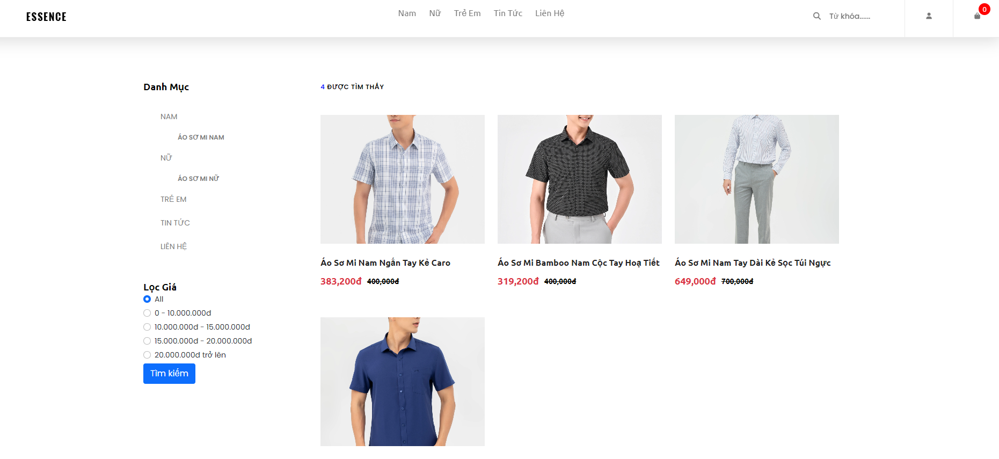 ESSENCE
Nam Nữ Trẻ Em Tin Tức Liên Hệ
Từ khóa......
0
Danh Mục
NAM
ÁO SƠ MI NAM
NỮ
ÁO SƠ MI NỮ
TRẺ EM
TIN TỨC
LIÊN HỆ
Lọc Giá
All
0 - 10.000.000đ
10.000.000đ - 15.000.000đ
15.000.000đ - 20.000.000đ
20.000.000đ trở lên
Tìm kiếm
4 ĐƯỢC TÌM THẤY
Áo Sơ Mi Nam Ngắn Tay Kẻ Caro
383,200đ 400,000đ
Áo Sơ Mi Bamboo Nam Cộc Tay Hoạ Tiết
319,200đ 400,000đ
Áo Sơ Mi Nam Tay Dài Kẻ Sọc Túi Ngực
649,000đ 700,000đ